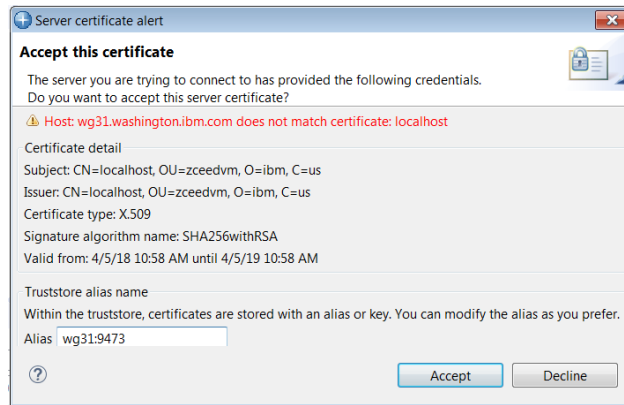 Server certificate alert
Accept this certificate
The server you are trying to connect to has provided the following credentials.
Do you want to accept this server certificate?
Host: wg31.washington.ibm.com does not match certificate: localhost
Certificate detail
Subject: CN=localhost, OU=zceedvm, O=ibm, C=us
Issuer: CN=localhost, OU=zceedvm, O=ibm, C=us
Certificate type: X.509
Signature algorithm name: SHA256withRSA
Valid from: 4/5/18 10:58 AM until 4/5/19 10:58 AM
Truststore alias name
Within the truststore, certificates are stored with an alias or key. You can modify the alias as you prefer.
Alias wg31:9473
? Accept Decline